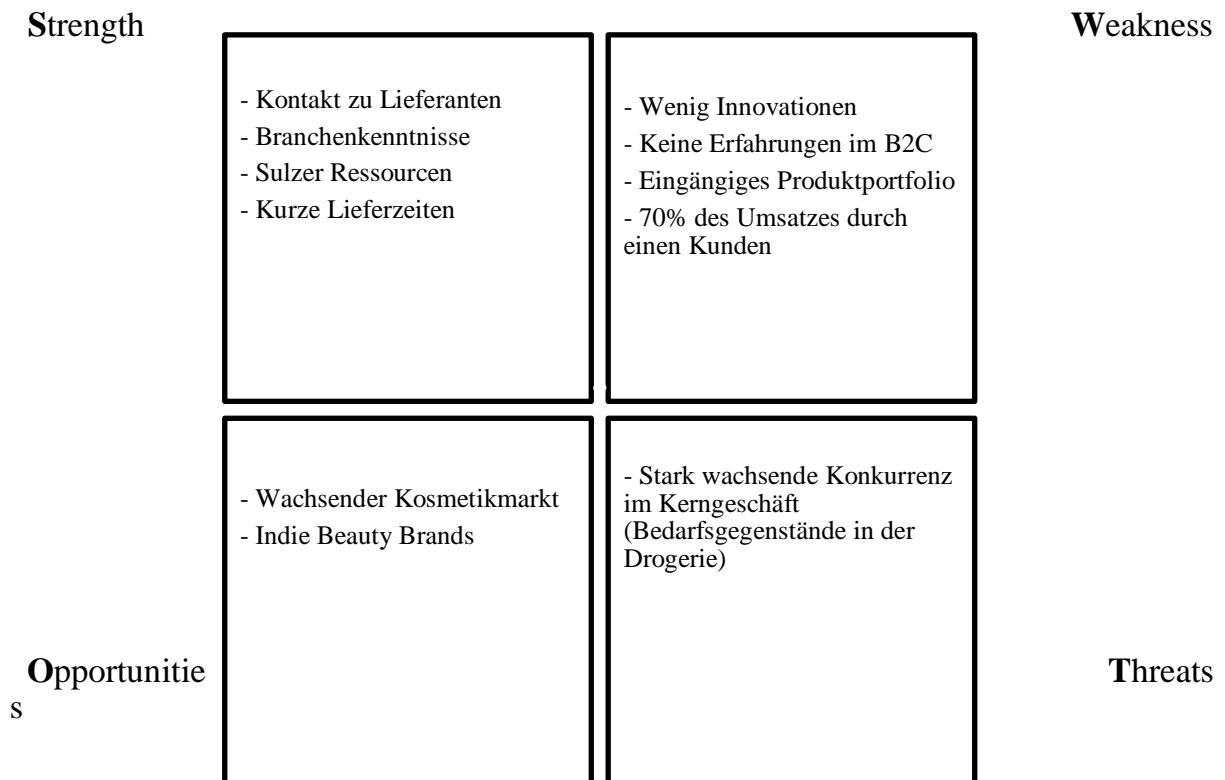 Strength
Weakness
- Kontakt zu Lieferanten
- Branchenkenntnisse
- Sulzer Ressourcen
- Kurze Lieferzeiten
- Wenig Innovationen
- Keine Erfahrungen im B2C
- Eingängiges Produktportfolio
- 70% des Umsatzes durch
einen Kunden
- Wachsender Kosmetikmarkt
- Indie Beauty Brands
- Stark wachsende Konkurrenz
im Kerngeschäft
(Bedarfsgegenstände in der
Drogerie)
Opportunitie
s
Threats